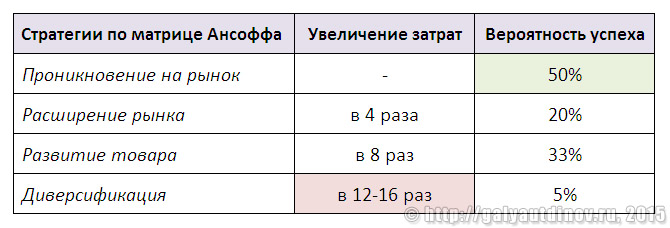 Стратегии по матрице Ансоффа Увеличение затрат Вероятность успеха
Проникновение на рынок - 50%
Расширение рынка в 4 раза 20%
Развитие товара в 8 раз 33%
Диверсификация в 12-16 раз 5%
© http://galyautdinov.ru, 2015